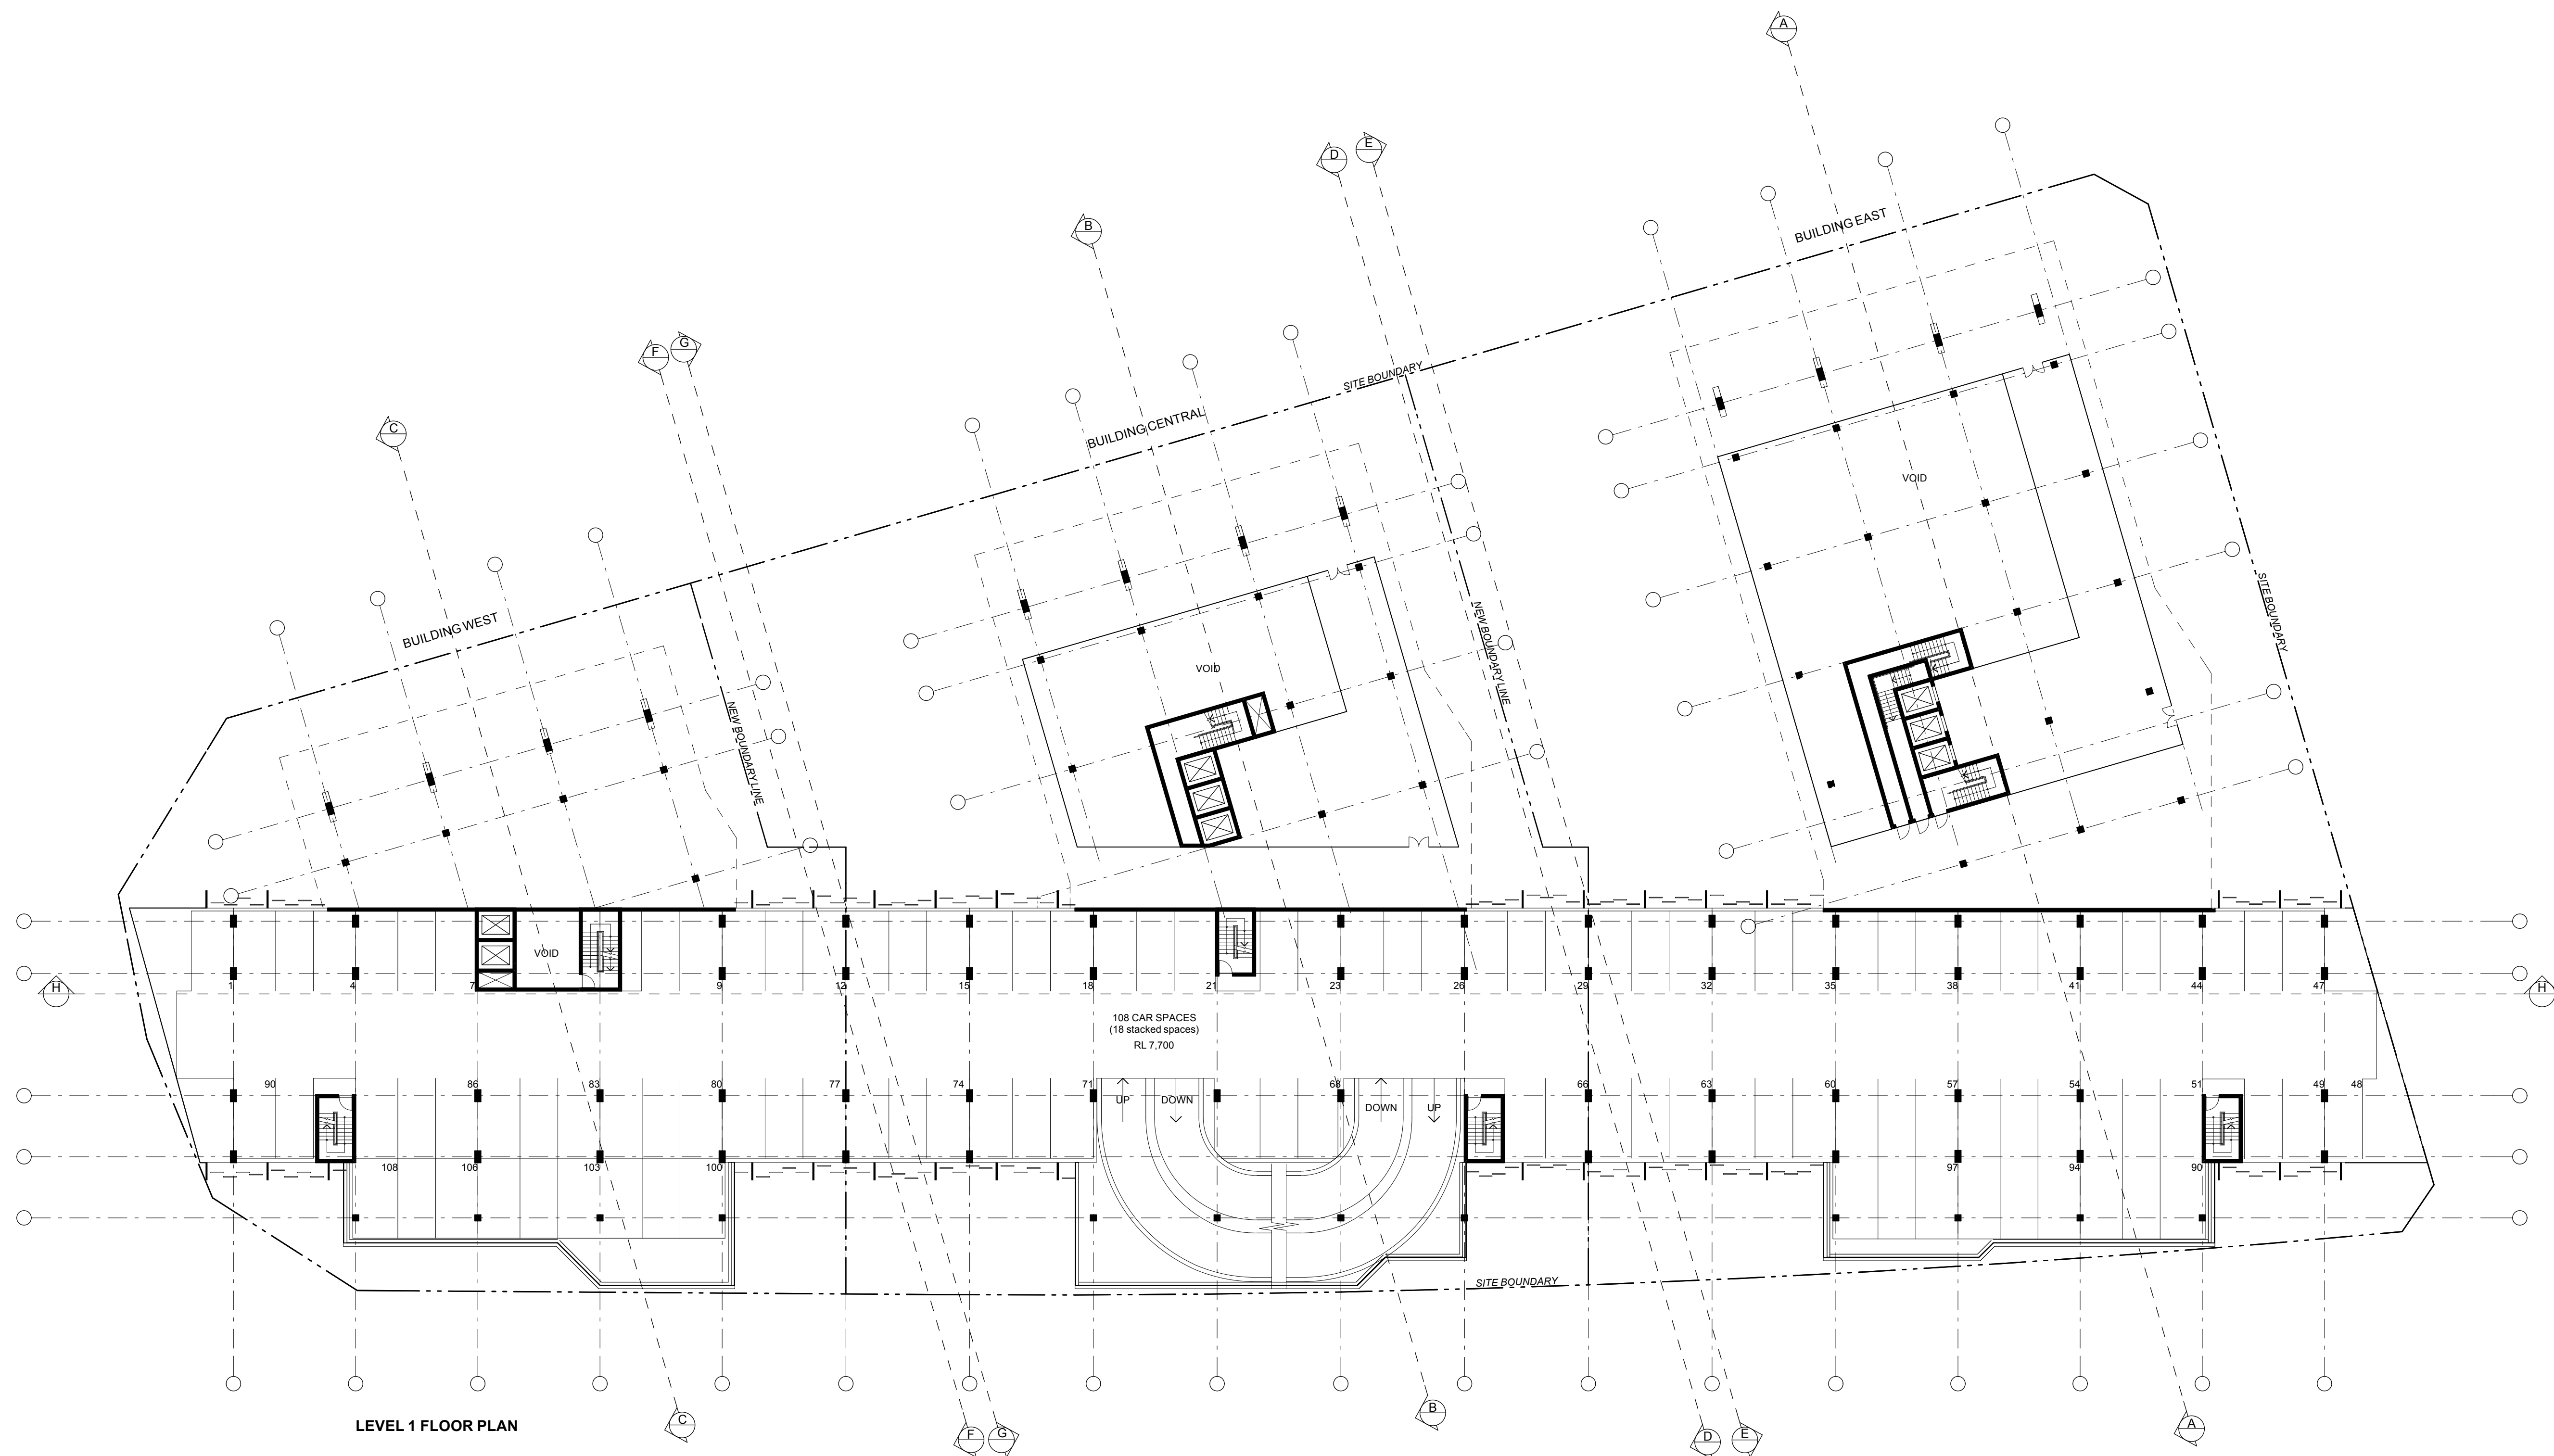 A
E
D
B
BUILDING EAST
G
F
SITE BOUNDARY
BUILDING CENTRAL
C
VOID
SITE BOUNDARY
NEW BOUNDARY LINE
BUILDING WEST
VOID
NEW BOUNDARY LINE
VOID
H
1
4
7
9
12
15
18
21
23
26
29
32
35
38
41
44
47
H
108 CAR SPACES
(18 stacked spaces)
RL 7,700
90
86
83
80
77
74
71
68
66
63
60
57
54
51
49
48
UP
DOWN
DOWN
UP
108
106
103
100
97
94
90
SITE BOUNDARY
LEVEL 1 FLOOR PLAN
C
F
G
B
D
E
A